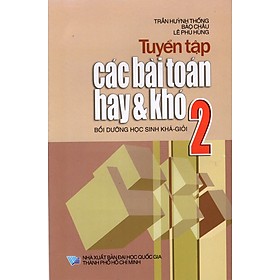 TRẦN HUỲNH THỐNG
BẢO CHÂU
LÊ PHÚ HÙNG
Tuyển tập
các bài toán
hay & khó
2
BỒI DƯỠNG HỌC SINH KHÁ-GIỎI
NHÀ XUẤT BẢN ĐẠI HỌC QUỐC GIA
THÀNH PHỐ HỒ CHÍ MINH